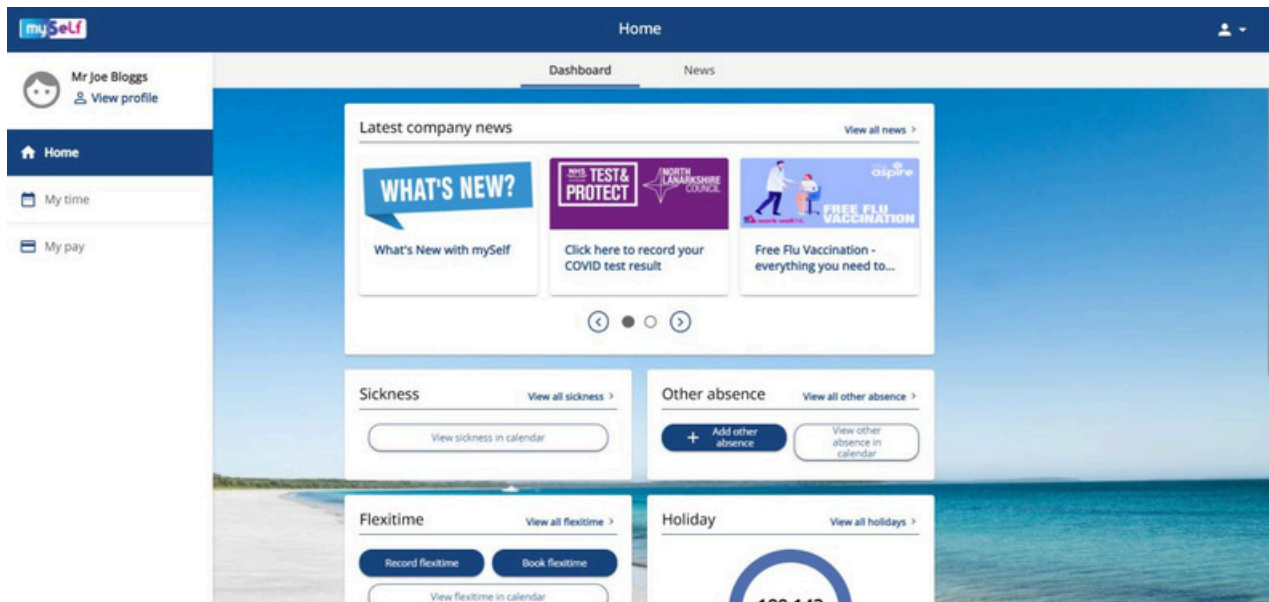 mySelf
Home
Mr Joe Bloggs
View profile
Home
My time
My pay
Dashboard
News
Latest company news
View all news >
WHAT'S NEW?
What's New with mySelf
NHS TEST&
PROTECT
NORTH
LANARKSHIRE
COUNCIL
Click here to record your
COVID test result
aspire
work well
FREE FLU
VACCINATION
Free Flu Vaccination -
everything you need to...
Sickness
View all sickness >
View sickness in calendar
Other absence
View all other absence >
+ Add other
absence
View other
absence in
calendar
Flexitime
View all flexitime >
Record flexitime
Book flexitime
View flexitime in calendar
Holiday
View all holidays >